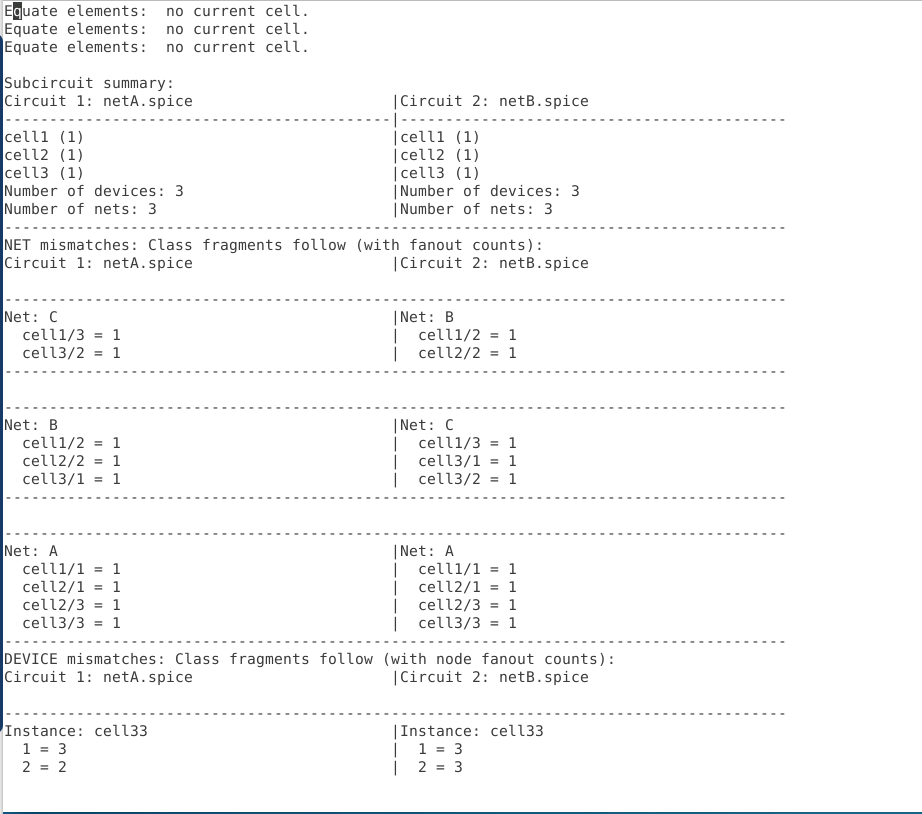 Equate elements:  no current cell.
Equate elements:  no current cell.
Equate elements:  no current cell.

Subcircuit summary:
Circuit 1: netA.spice                      |Circuit 2: netB.spice
-------------------------------------------|-------------------------------------------
cell1 (1)                                  |cell1 (1)
cell2 (1)                                  |cell2 (1)
cell3 (1)                                  |cell3 (1)
Number of devices: 3                       |Number of devices: 3
Number of nets: 3                          |Number of nets: 3
---------------------------------------------------------------------------------------
NET mismatches: Class fragments follow (with fanout counts):
Circuit 1: netA.spice                      |Circuit 2: netB.spice

---------------------------------------------------------------------------------------
Net: C                                     |Net: B
  cell1/3 = 1                              |  cell1/2 = 1
  cell3/2 = 1                              |  cell2/2 = 1
---------------------------------------------------------------------------------------

---------------------------------------------------------------------------------------
Net: B                                     |Net: C
  cell1/2 = 1                              |  cell1/3 = 1
  cell2/2 = 1                              |  cell3/1 = 1
  cell3/1 = 1                              |  cell3/2 = 1
---------------------------------------------------------------------------------------

---------------------------------------------------------------------------------------
Net: A                                     |Net: A
  cell1/1 = 1                              |  cell1/1 = 1
  cell2/1 = 1                              |  cell2/1 = 1
  cell2/3 = 1                              |  cell2/3 = 1
  cell3/3 = 1                              |  cell3/3 = 1
---------------------------------------------------------------------------------------
DEVICE mismatches: Class fragments follow (with node fanout counts):
Circuit 1: netA.spice                      |Circuit 2: netB.spice

---------------------------------------------------------------------------------------
Instance: cell33                           |Instance: cell33
  1 = 3                                    |  1 = 3
  2 = 2                                    |  2 = 3